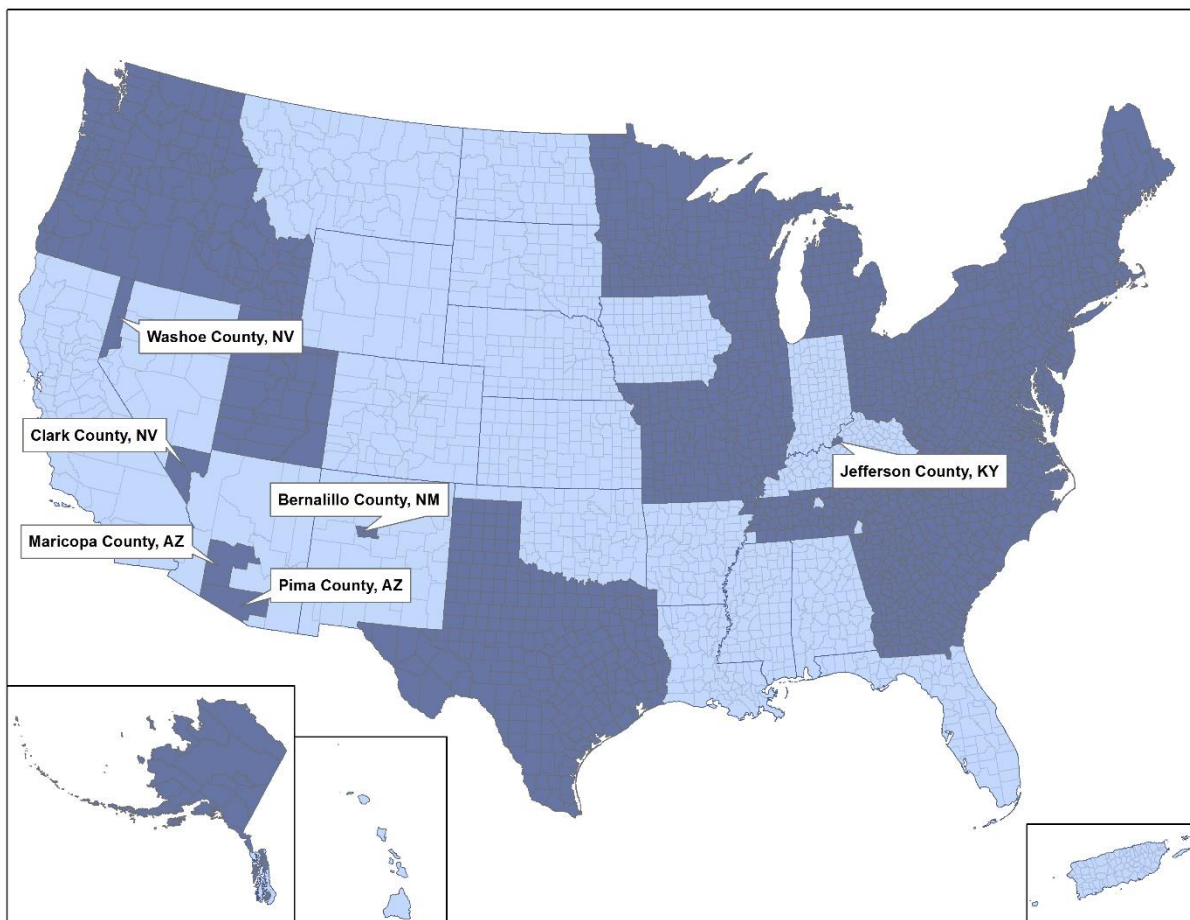 Washoe County, NV
Clark County, NV
Jefferson County, KY
Bernalillo County, NM
Maricopa County, AZ
Pima County, AZ